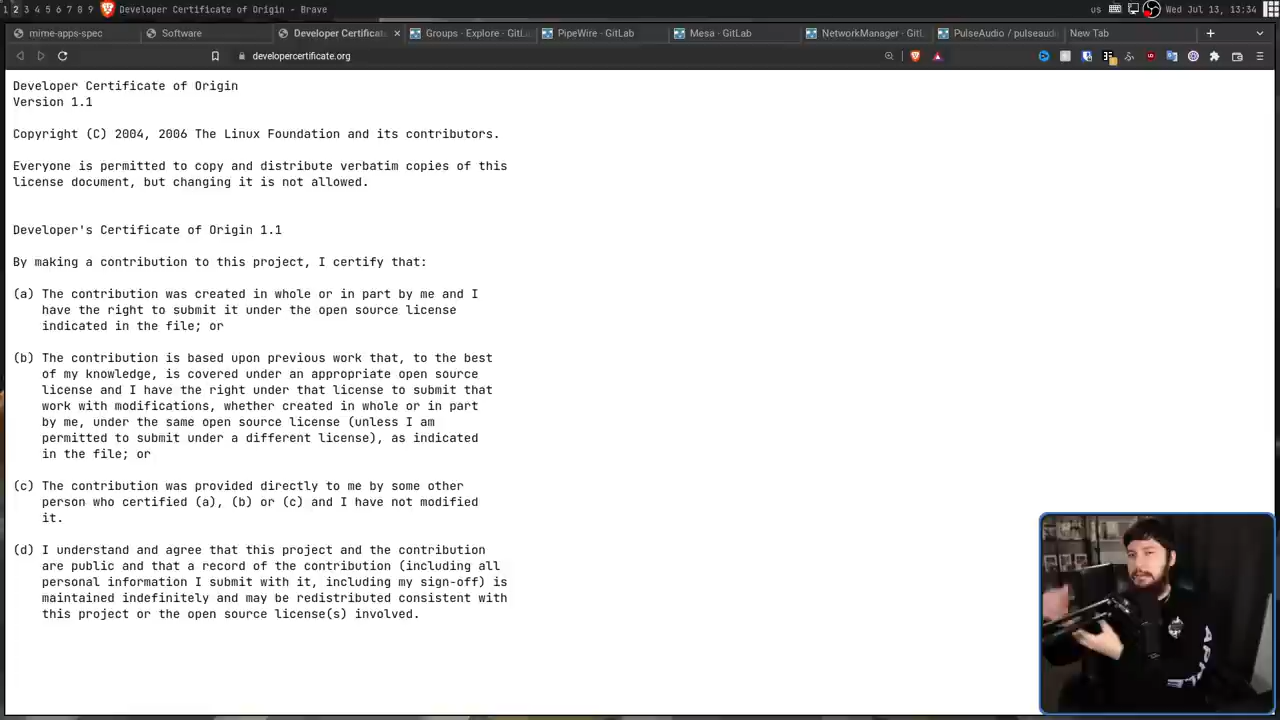 1 2 3 4 5 6 7 8 9 Developer Certificate of Origin - Brave us Wed Jul 13, 13:34
mime-apps-spec Software Developer Certificat Groups · Explore · GitL PipeWire · GitLab Mesa · GitLab NetworkManager · GitL PulseAudio / pulseaud New Tab
developercertificate.org
Developer Certificate of Origin
Version 1.1
Copyright (C) 2004, 2006 The Linux Foundation and its contributors.
Everyone is permitted to copy and distribute verbatim copies of this
license document, but changing it is not allowed.
Developer's Certificate of Origin 1.1
By making a contribution to this project, I certify that:
(a) The contribution was created in whole or in part by me and I
have the right to submit it under the open source license
indicated in the file; or
(b) The contribution is based upon previous work that, to the best
of my knowledge, is covered under an appropriate open source
license and I have the right under that license to submit that
work with modifications, whether created in whole or in part
by me, under the same open source license (unless I am
permitted to submit under a different license), as indicated
in the file; or
(c) The contribution was provided directly to me by some other
person who certified (a), (b) or (c) and I have not modified
it.
(d) I understand and agree that this project and the contribution
are public and that a record of the contribution (including all
personal information I submit with it, including my sign-off) is
maintained indefinitely and may be redistributed consistent with
this project or the open source license(s) involved.